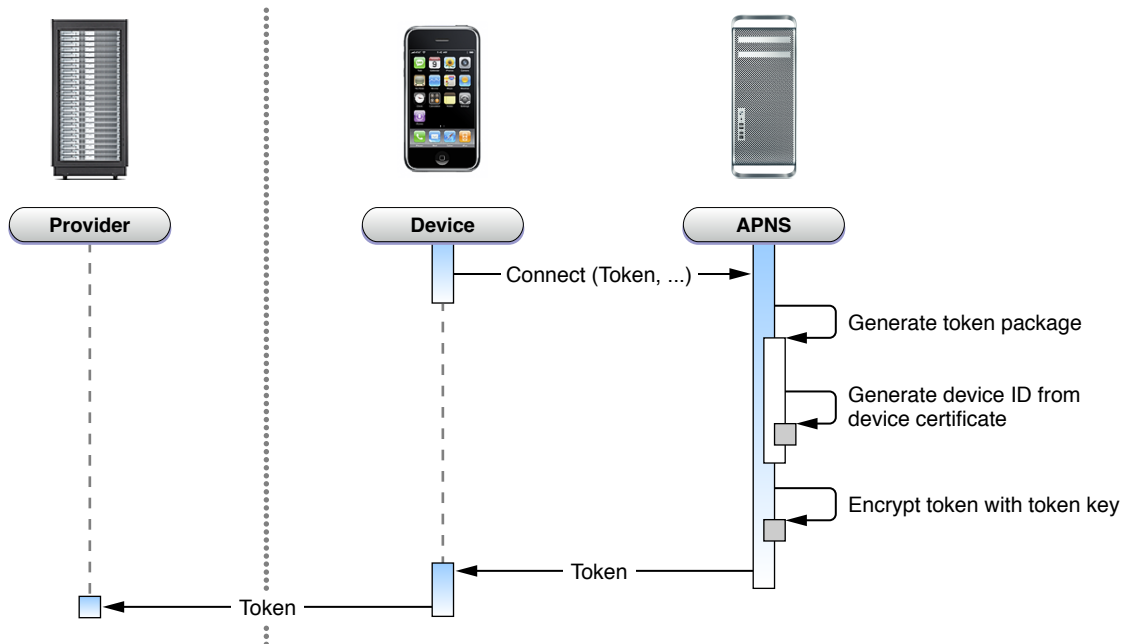 Provider
Device
APNS
Connect (Token, ...)
Generate token package
Generate device ID from
device certificate
Encrypt token with token key
Token
Token